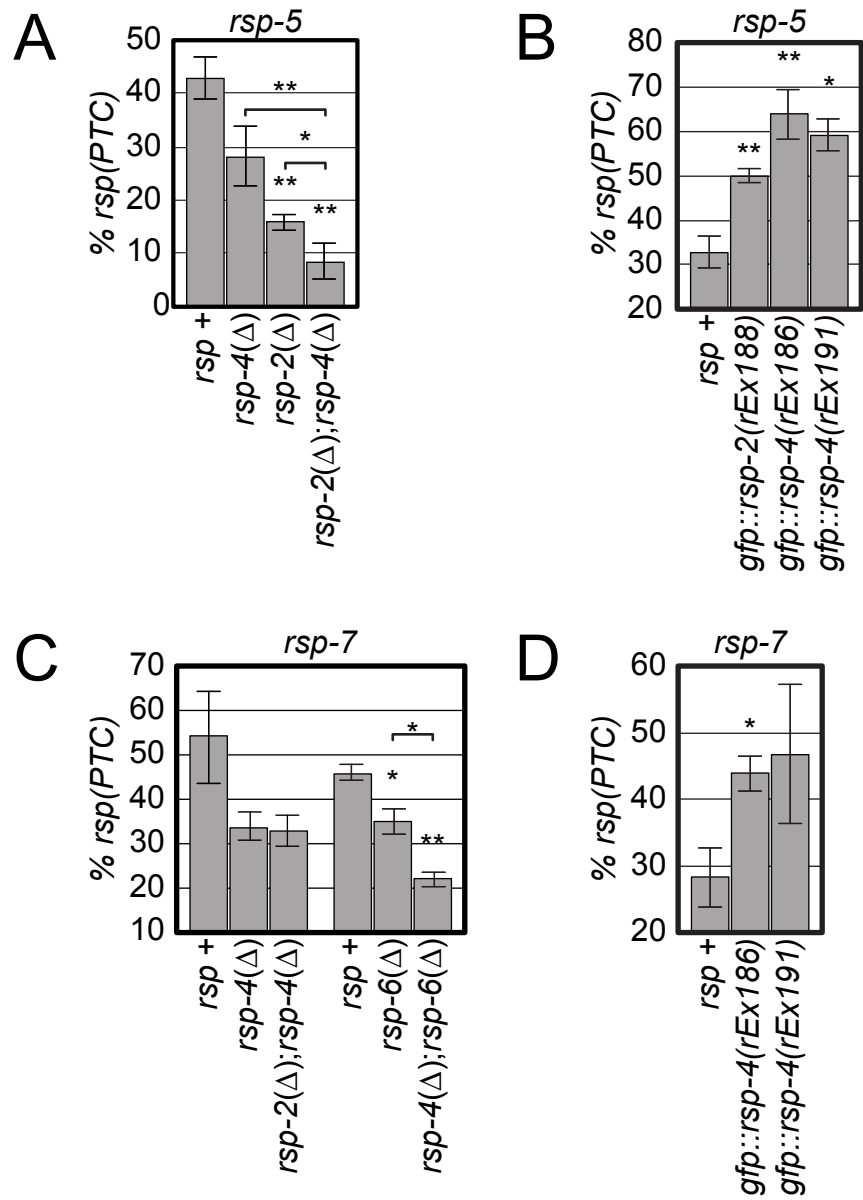 A
rsp-5
% rsp(PTC)
50
40
30
20
10
0
**
*
**
**
rsp +
rsp-4(Δ)
rsp-2(Δ)
rsp-2(Δ);rsp-4(Δ)
B
rsp-5
% rsp(PTC)
80
70
60
50
40
30
20
**
**
*
rsp +
gfp::rsp-2(rEx188)
gfp::rsp-4(rEx186)
gfp::rsp-4(rEx191)
C
rsp-7
% rsp(PTC)
70
60
50
40
30
20
10
*
*
**
rsp +
rsp-4(Δ)
rsp-2(Δ);rsp-4(Δ)
rsp +
rsp-6(Δ)
rsp-4(Δ);rsp-6(Δ)
D
rsp-7
% rsp(PTC)
60
50
40
30
20
*
rsp +
gfp::rsp-4(rEx186)
gfp::rsp-4(rEx191)